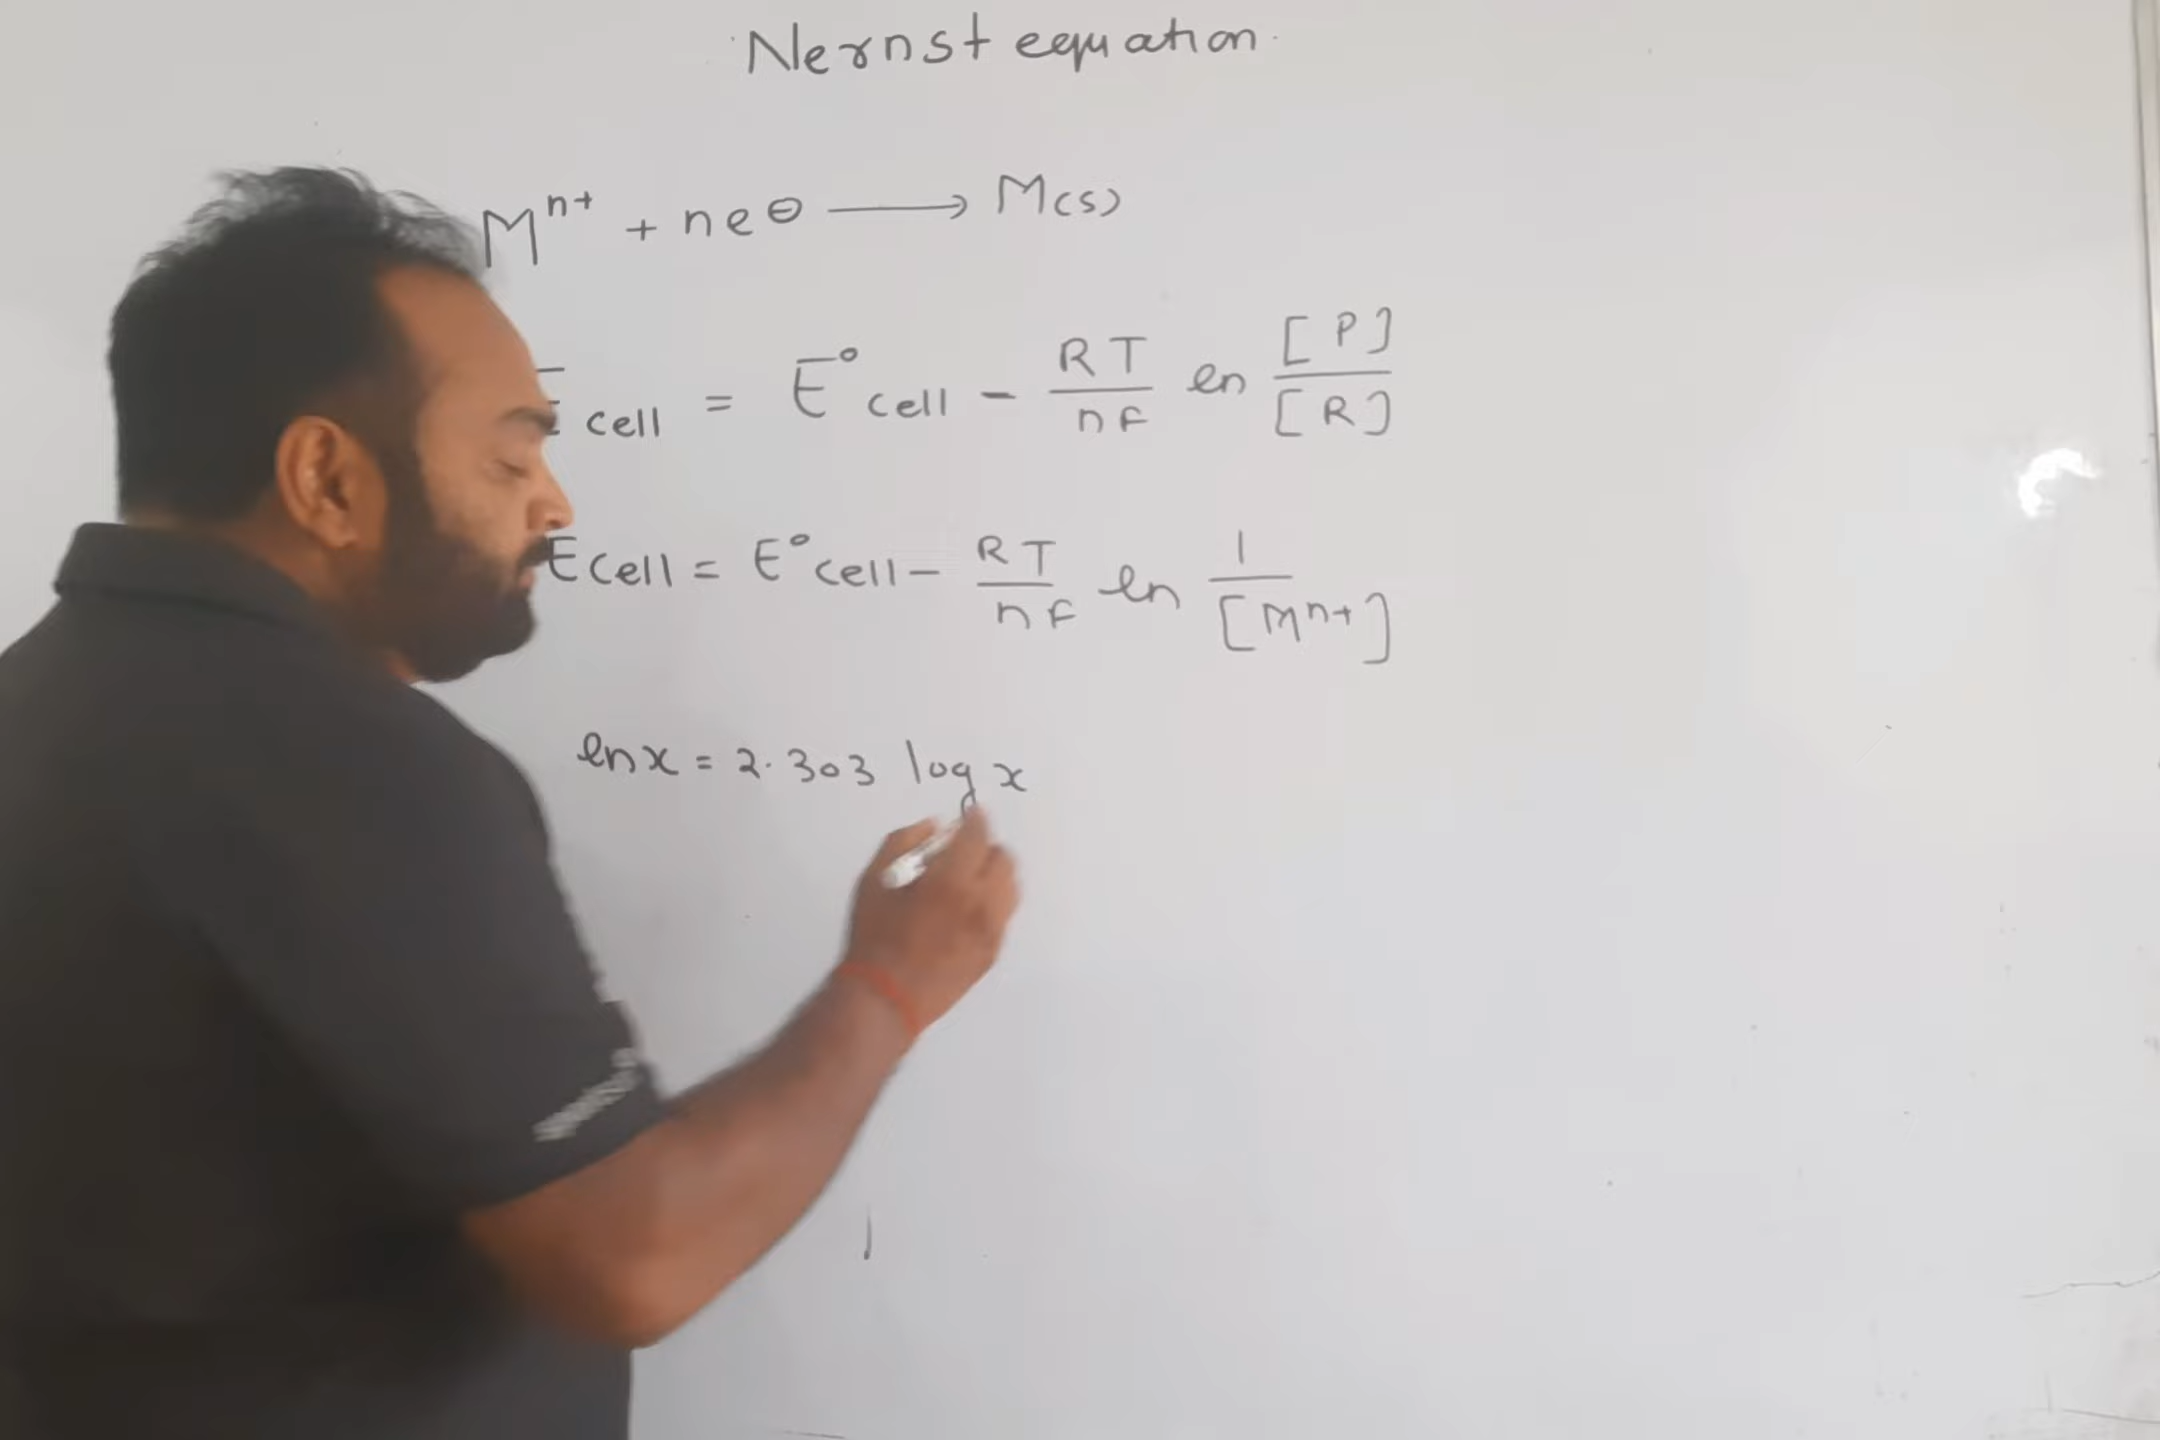 Nernst equation
Mⁿ⁺ + ne⊖ ⟶ M(s)
E cell = E° cell - RT/nF ln [P]/[R]
Ecell = E° cell - RT/nF ln 1/[Mⁿ⁺]
lnx = 2.303 log x